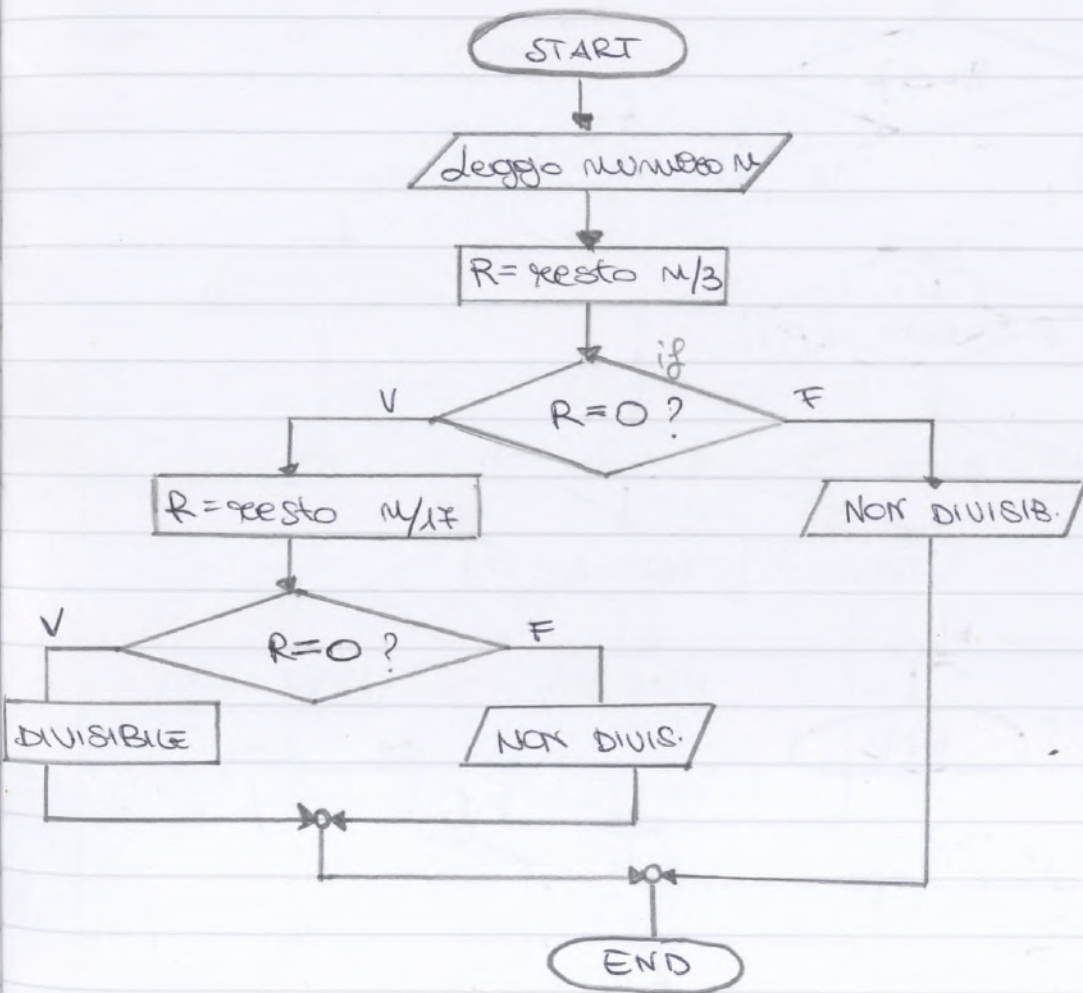 START
Leggo numero n
R=resto n/3
if
V
R=0 ?
F
R=resto n/17
NON DIVISIB.
V
R=0 ?
F
DIVISIBILE
NON DIVIS.
END